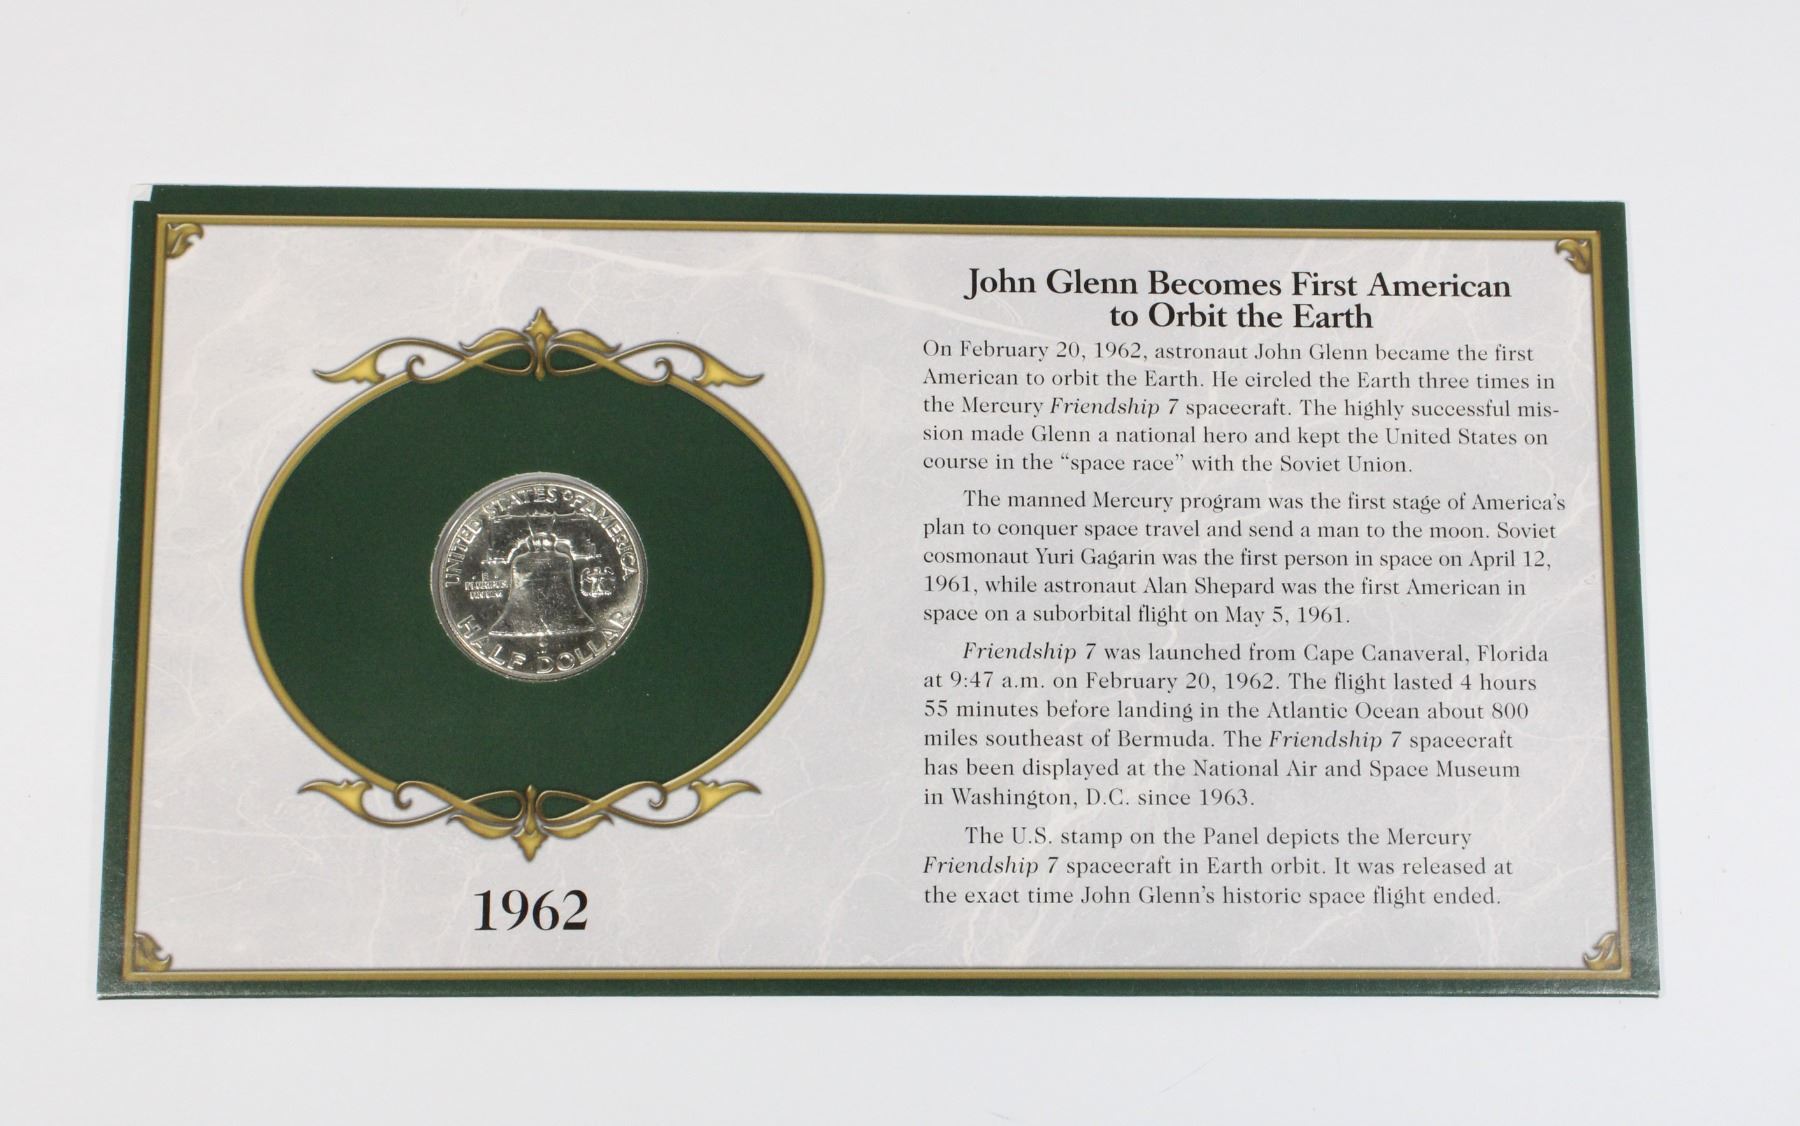 UNITED STATES OF AMERICA
E
PLURIBUS
UNUM
HALF DOLLAR
1962
John Glenn Becomes First American
to Orbit the Earth
On February 20, 1962, astronaut John Glenn became the first
American to orbit the Earth. He circled the Earth three times in
the Mercury Friendship 7 spacecraft. The highly successful mis-
sion made Glenn a national hero and kept the United States on
course in the “space race” with the Soviet Union.
The manned Mercury program was the first stage of America’s
plan to conquer space travel and send a man to the moon. Soviet
cosmonaut Yuri Gagarin was the first person in space on April 12,
1961, while astronaut Alan Shepard was the first American in
space on a suborbital flight on May 5, 1961.
Friendship 7 was launched from Cape Canaveral, Florida
at 9:47 a.m. on February 20, 1962. The flight lasted 4 hours
55 minutes before landing in the Atlantic Ocean about 800
miles southeast of Bermuda. The Friendship 7 spacecraft
has been displayed at the National Air and Space Museum
in Washington, D.C. since 1963.
The U.S. stamp on the Panel depicts the Mercury
Friendship 7 spacecraft in Earth orbit. It was released at
the exact time John Glenn’s historic space flight ended.